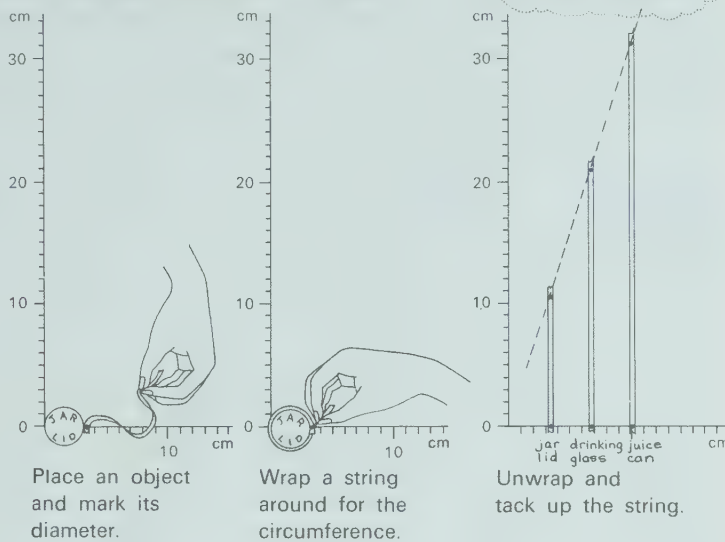 cm
30
20
10
0
JAR
LID
10
cm
Place an object
and mark its
diameter.
cm
30
20
10
0
JAR
LID
10
cm
Wrap a string
around for the
circumference.
cm
30
20
10
0
jar drinking juice cm
lid glass can
Unwrap and
tack up the string.